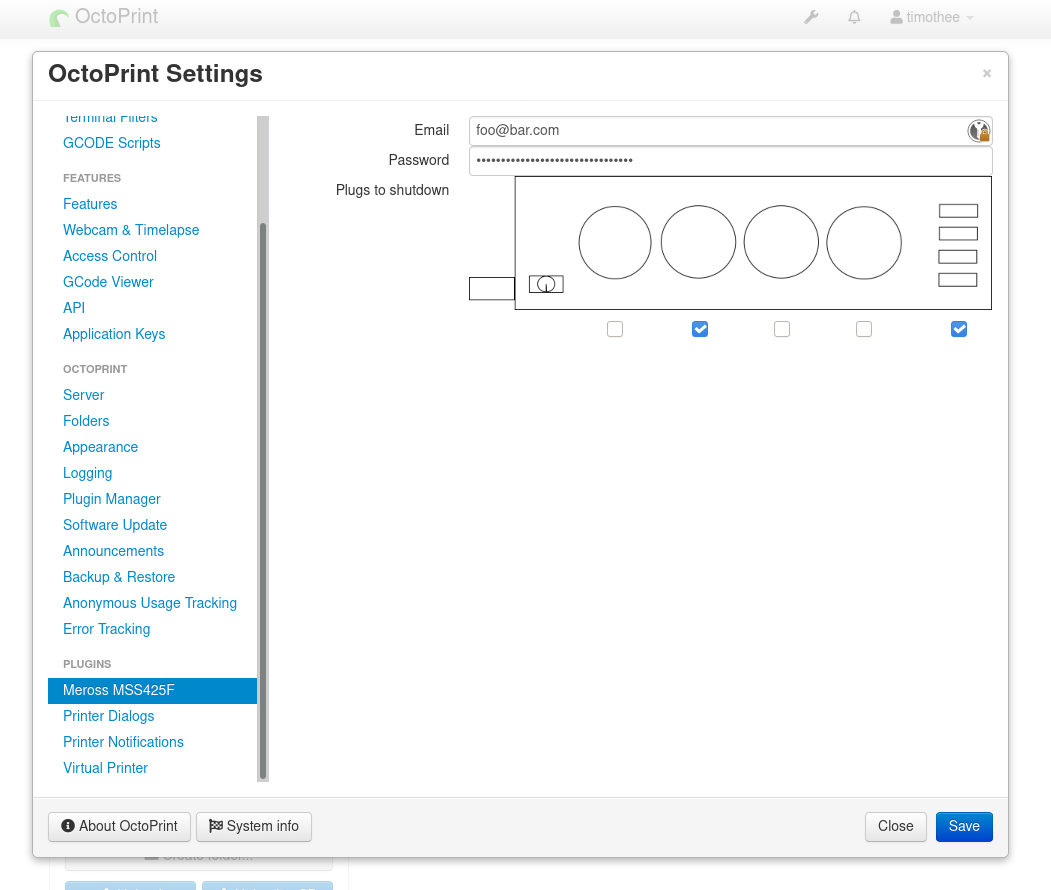 OctoPrint
timothee
OctoPrint Settings
×
Terminal Filters
GCODE Scripts
FEATURES
Features
Webcam & Timelapse
Access Control
GCode Viewer
API
Application Keys
OCTOPRINT
Server
Folders
Appearance
Logging
Plugin Manager
Software Update
Announcements
Backup & Restore
Anonymous Usage Tracking
Error Tracking
PLUGINS
Meross MSS425F
Printer Dialogs
Printer Notifications
Virtual Printer
Email
foo@bar.com
Password
••••••••••••••••••••••••••••••••
Plugs to shutdown
About OctoPrint
System info
Close
Save
Create folder...